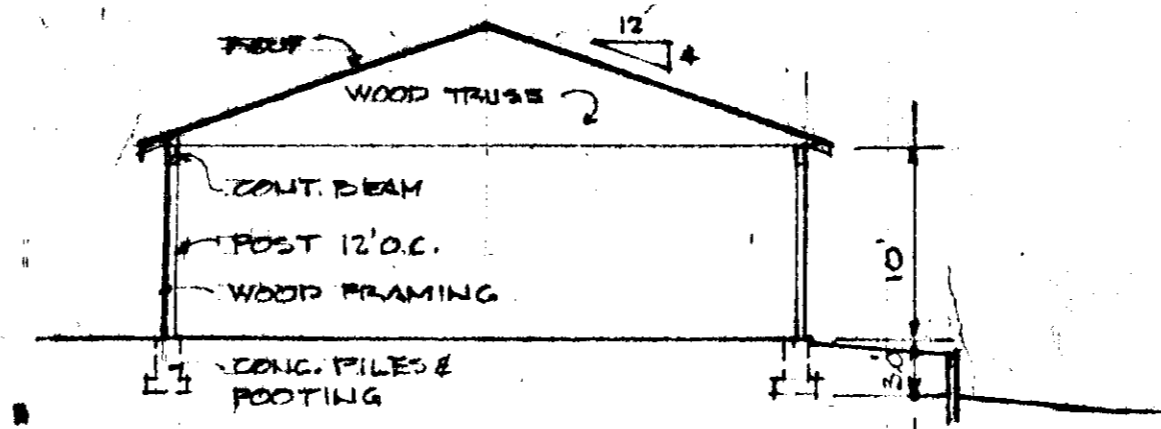 12'
ROOF
4
WOOD TRUSS
CONT. BEAM
POST 12' O.C.
10'
WOOD FRAMING
CONC. PILES &
FOOTING
3.0'